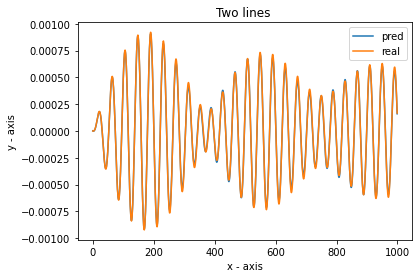 Two lines
0.00100
0.00075
0.00050
0.00025
0.00000
−0.00025
−0.00050
−0.00075
−0.00100
y - axis
pred
real
0 200 400 600 800 1000
x - axis